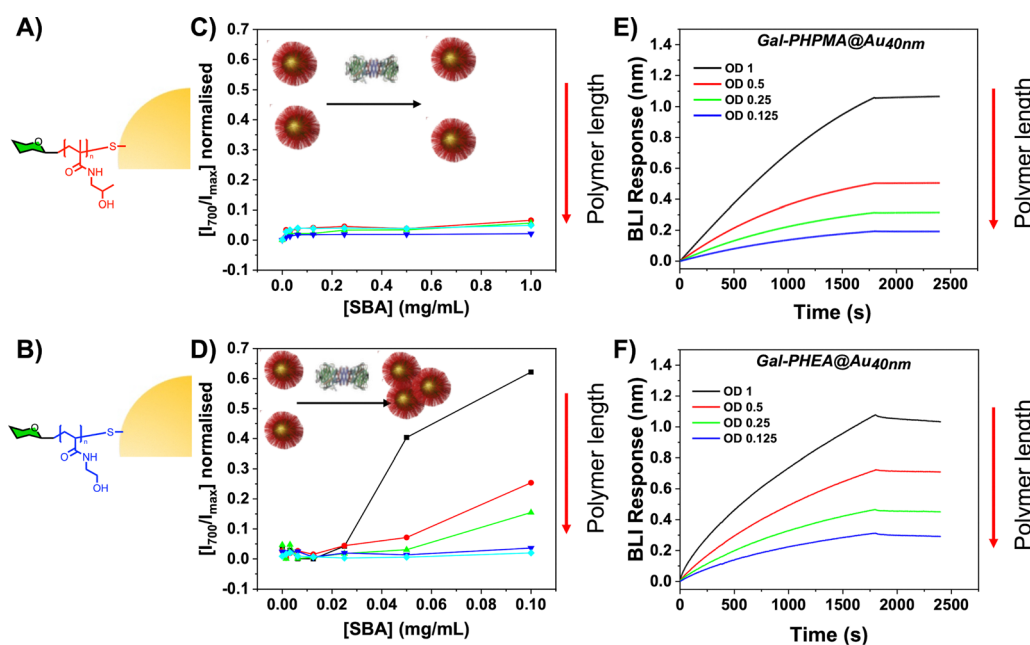 A)
O
n
S
O
NH
OH
C)
[I700/Imax] normalised
0.7
0.6
0.5
0.4
0.3
0.2
0.1
0.0
-0.1
0.0 0.2 0.4 0.6 0.8 1.0
[SBA] (mg/mL)
Polymer length
E)
BLI Response (nm)
1.4
1.2
1.0
0.8
0.6
0.4
0.2
0.0
Gal-PHPMA@Au40nm
OD 1
OD 0.5
OD 0.25
OD 0.125
0 500 1000 1500 2000 2500
Time (s)
Polymer length
B)
O
n
S
O
NH
OH
D)
[I700/Imax] normalised
0.7
0.6
0.5
0.4
0.3
0.2
0.1
0.0
-0.1
0.00 0.02 0.04 0.06 0.08 0.10
[SBA] (mg/mL)
Polymer length
F)
BLI Response (nm)
1.4
1.2
1.0
0.8
0.6
0.4
0.2
0.0
Gal-PHEA@Au40nm
OD 1
OD 0.5
OD 0.25
OD 0.125
0 500 1000 1500 2000 2500
Time (s)
Polymer length